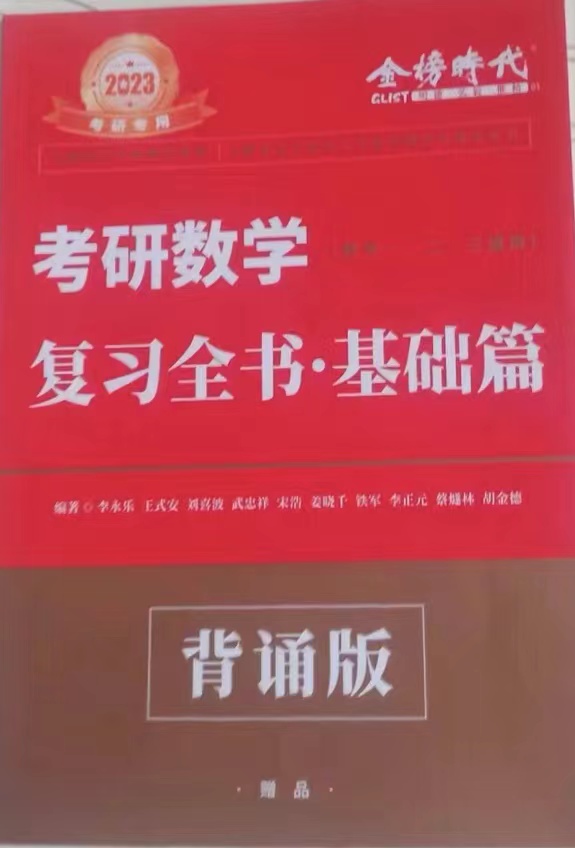 2023
考研专用
金榜時代
GLIST
考研数学
复习全书·基础篇
编著◎李永乐 王式安 刘喜波 武忠祥 宋浩 姜晓千 铁军 李正元 蔡燧林 胡金德
背诵版
·赠品·